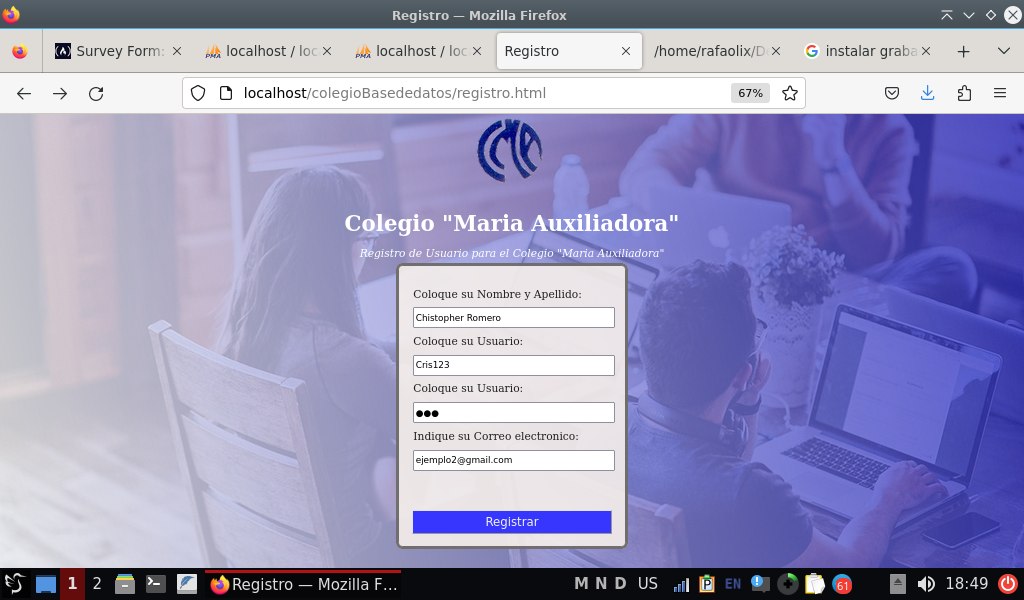 Registro — Mozilla Firefox
Survey Form:
localhost / loc
localhost / loc
Registro
/home/rafaolix/D
instalar graba
localhost/colegioBasededatos/registro.html
67%
CMA
Colegio "Maria Auxiliadora"
Registro de Usuario para el Colegio "Maria Auxiliadora"
Coloque su Nombre y Apellido:
Chistopher Romero
Coloque su Usuario:
Cris123
Coloque su Usuario:
●●●
Indique su Correo electronico:
ejemplo2@gmail.com
Registrar
1 2 Registro — Mozilla F... M N D US EN 61 18:49